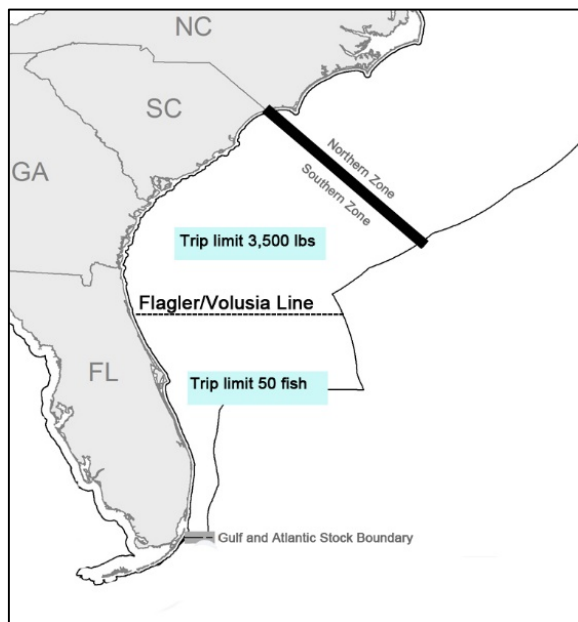 NC
SC
GA
Northern Zone
Southern Zone
Trip limit 3,500 lbs
Flagler/Volusia Line
FL
Trip limit 50 fish
Gulf and Atlantic Stock Boundary